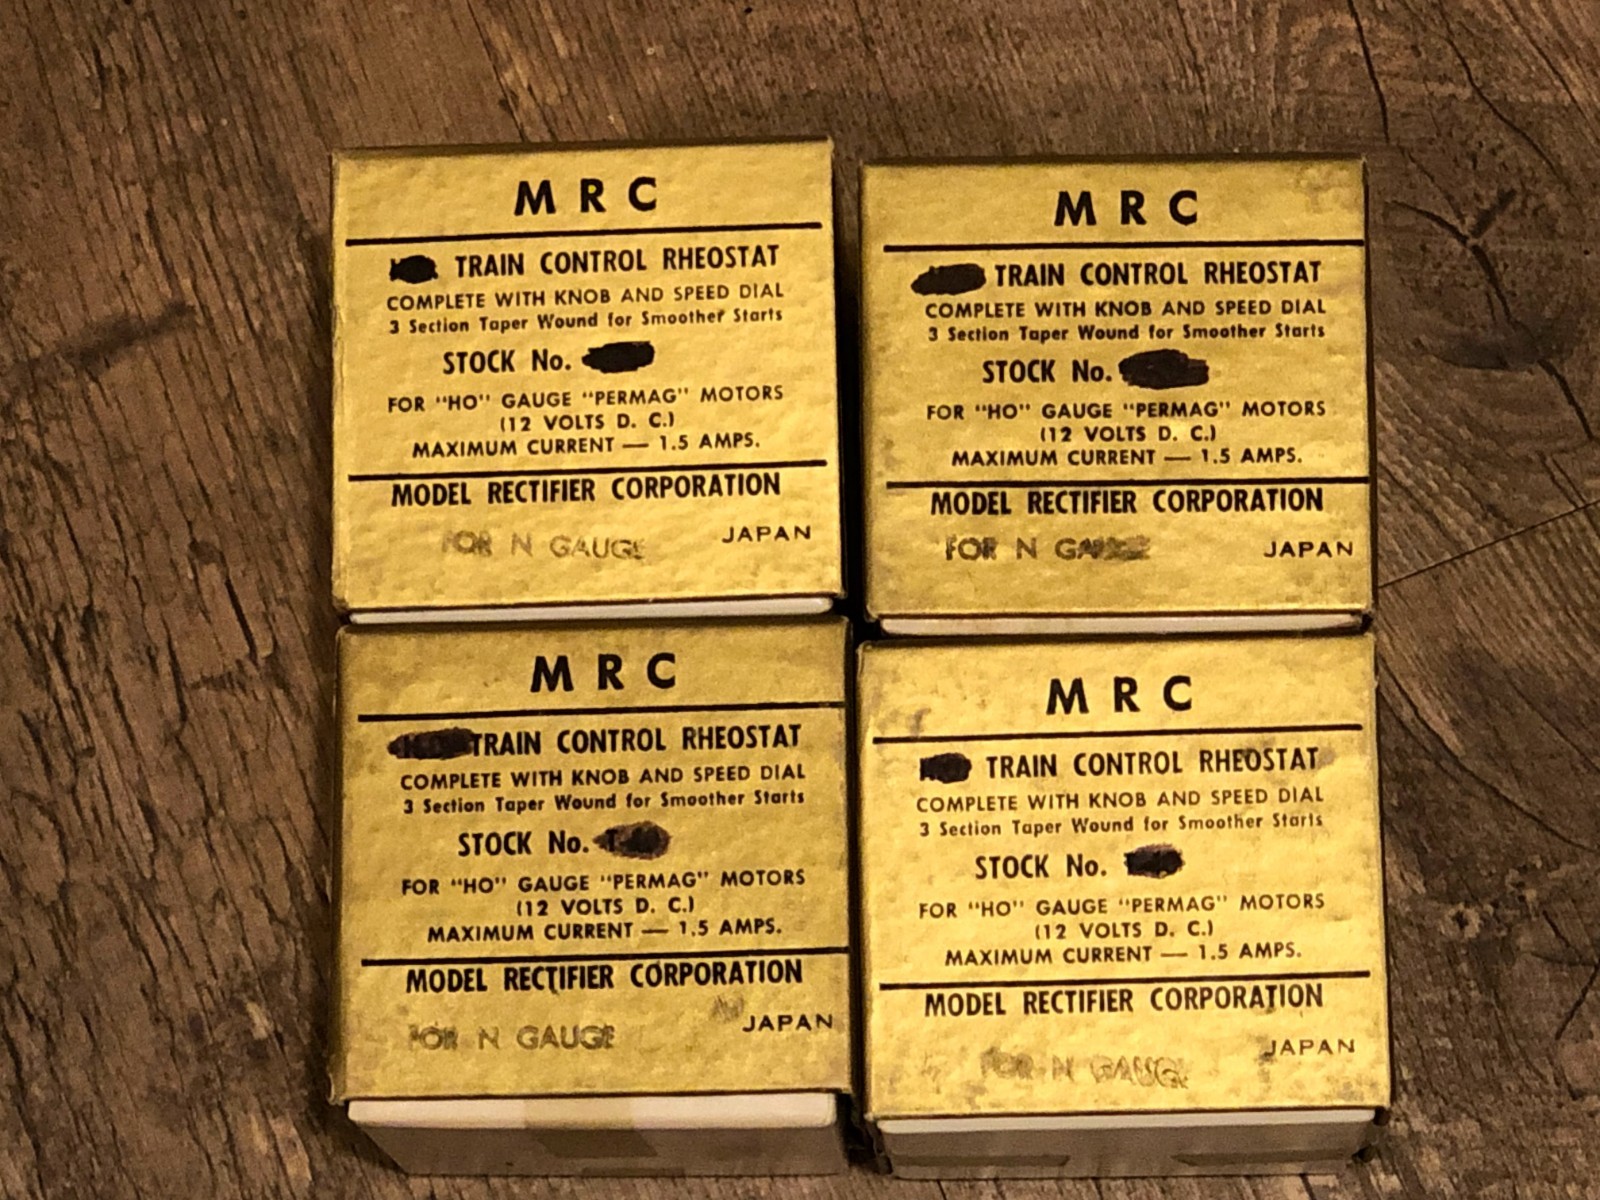 MRC
TRAIN CONTROL RHEOSTAT
COMPLETE WITH KNOB AND SPEED DIAL
3 Section Taper Wound for Smoother Starts
STOCK No.
FOR "HO" GAUGE "PERMAG" MOTORS
(12 VOLTS D. C.)
MAXIMUM CURRENT — 1.5 AMPS.
MODEL RECTIFIER CORPORATION
FOR N GAUGE
JAPAN
MRC
TRAIN CONTROL RHEOSTAT
COMPLETE WITH KNOB AND SPEED DIAL
3 Section Taper Wound for Smoother Starts
STOCK No.
FOR "HO" GAUGE "PERMAG" MOTORS
(12 VOLTS D. C.)
MAXIMUM CURRENT — 1.5 AMPS.
MODEL RECTIFIER CORPORATION
FOR N GAUGE
JAPAN
MRC
TRAIN CONTROL RHEOSTAT
COMPLETE WITH KNOB AND SPEED DIAL
3 Section Taper Wound for Smoother Starts
STOCK No.
FOR "HO" GAUGE "PERMAG" MOTORS
(12 VOLTS D. C.)
MAXIMUM CURRENT — 1.5 AMPS.
MODEL RECTIFIER CORPORATION
JAPAN
FOR N GAUGE
MRC
TRAIN CONTROL RHEOSTAT
COMPLETE WITH KNOB AND SPEED DIAL
3 Section Taper Wound for Smoother Starts
STOCK No.
FOR "HO" GAUGE "PERMAG" MOTORS
(12 VOLTS D. C.)
MAXIMUM CURRENT — 1.5 AMPS.
MODEL RECTIFIER CORPORATION
JAPAN
FOR N GAUGE